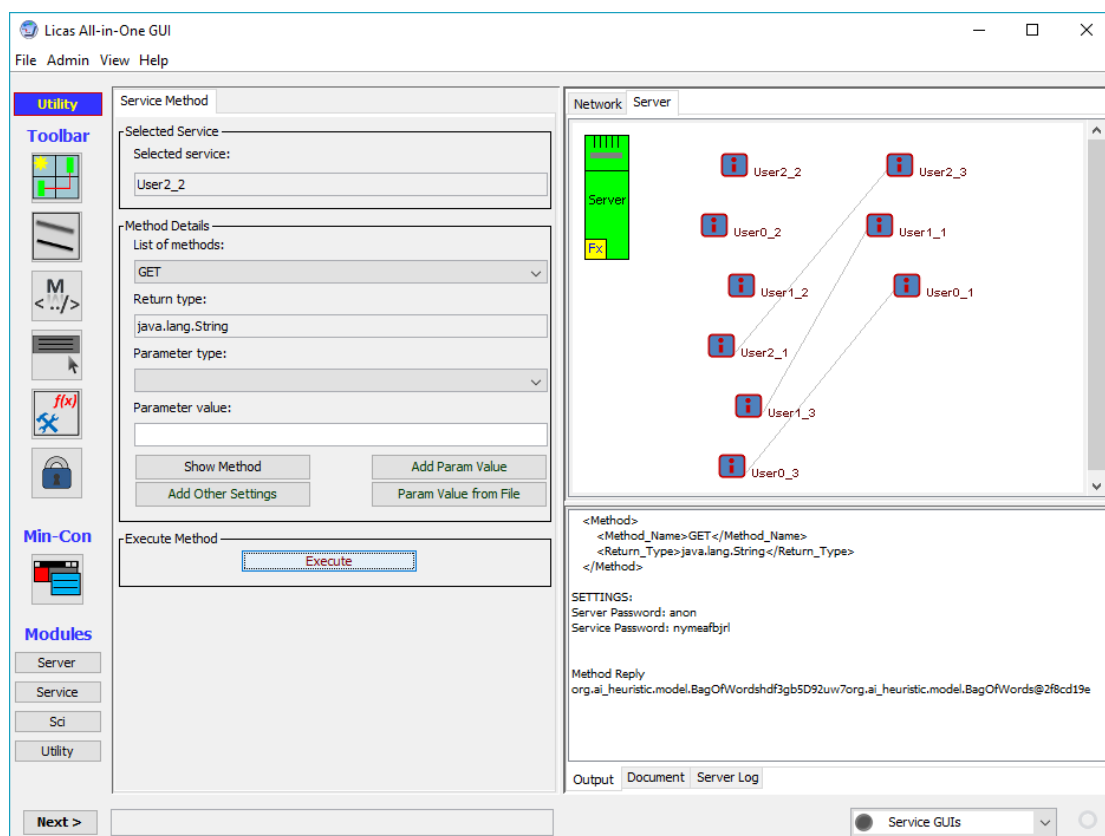 Licas All-in-One GUI
File Admin View Help
Utility
Toolbar
M
<../>
f(x)
Min-Con
Modules
Server
Service
Sci
Utility
Next >
Service Method
Selected Service
Selected service:
User2_2
Method Details
List of methods:
GET
Return type:
java.lang.String
Parameter type:
Parameter value:
Show Method
Add Param Value
Add Other Settings
Param Value from File
Execute Method
Execute
Network Server
Server
Fx
User2_2
User2_3
User0_2
User1_1
User1_2
User0_1
User2_1
User1_3
User0_3
<Method>
<Method_Name>GET</Method_Name>
<Return_Type>java.lang.String</Return_Type>
</Method>
SETTINGS:
Server Password: anon
Service Password: nymeafbjrl
Method Reply
org.ai_heuristic.model.BagOfWordshdf3gb5D92uw7org.ai_heuristic.model.BagOfWords@2f8cd19e
Output Document Server Log
Service GUIs